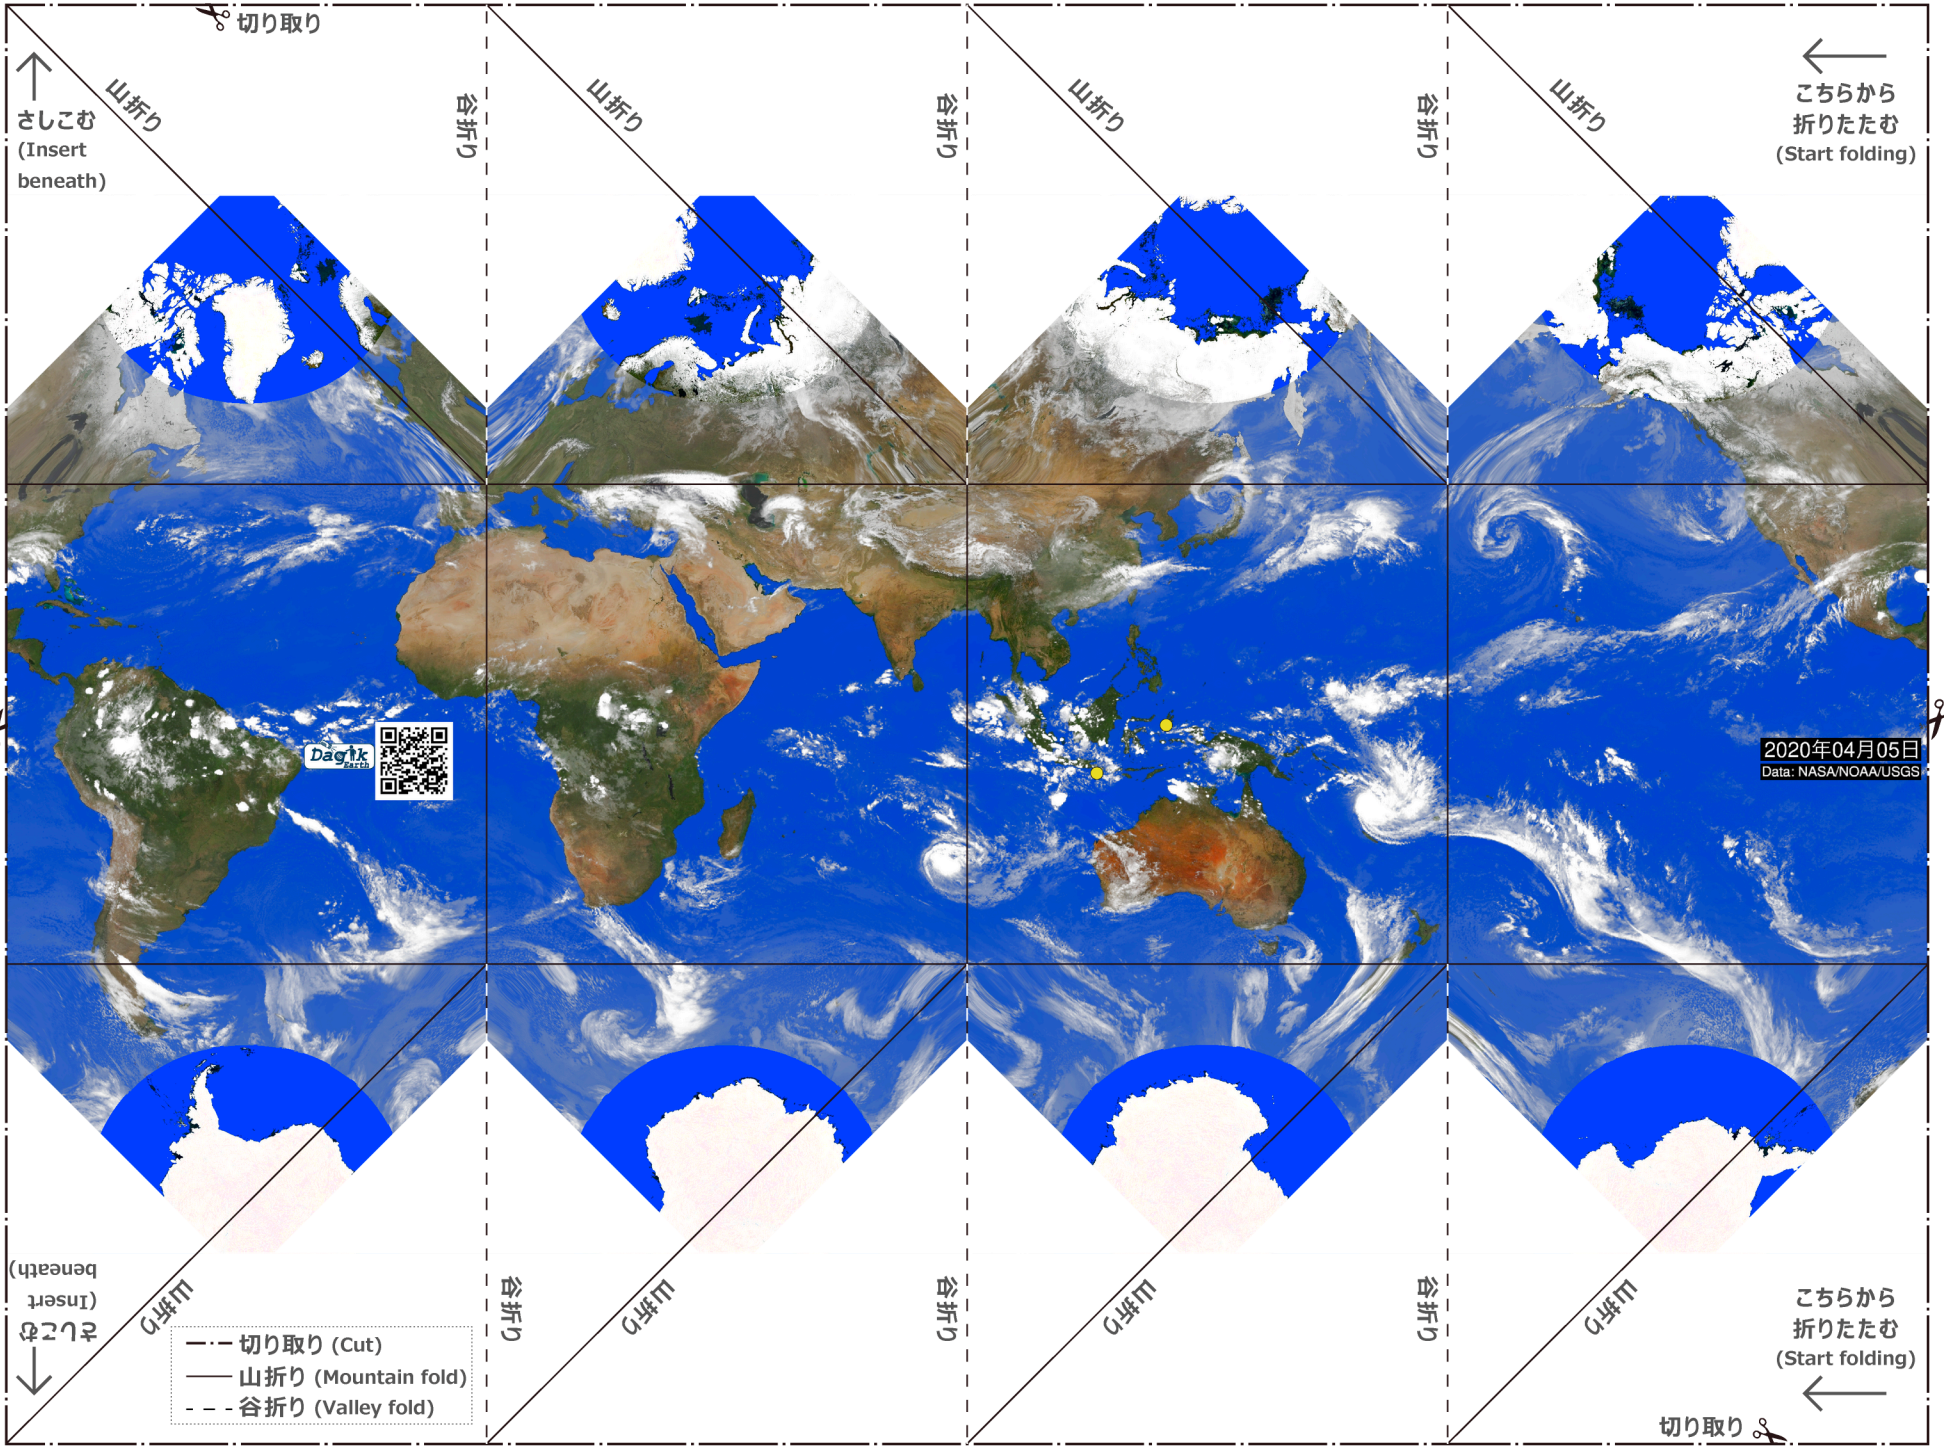 切り取り
山折り
谷折り
山折り
谷折り
山折り
谷折り
山折り
さしこむ
(Insert
beneath)
こちらから
折りたたむ
(Start folding)
Dagik
Earth
2020年04月05日
Data: NASA/NOAA/USGS
さしこむ
(Insert
beneath)
山折り
谷折り
山折り
谷折り
山折り
谷折り
山折り
こちらから
折りたたむ
(Start folding)
切り取り (Cut)
山折り (Mountain fold)
谷折り (Valley fold)
切り取り